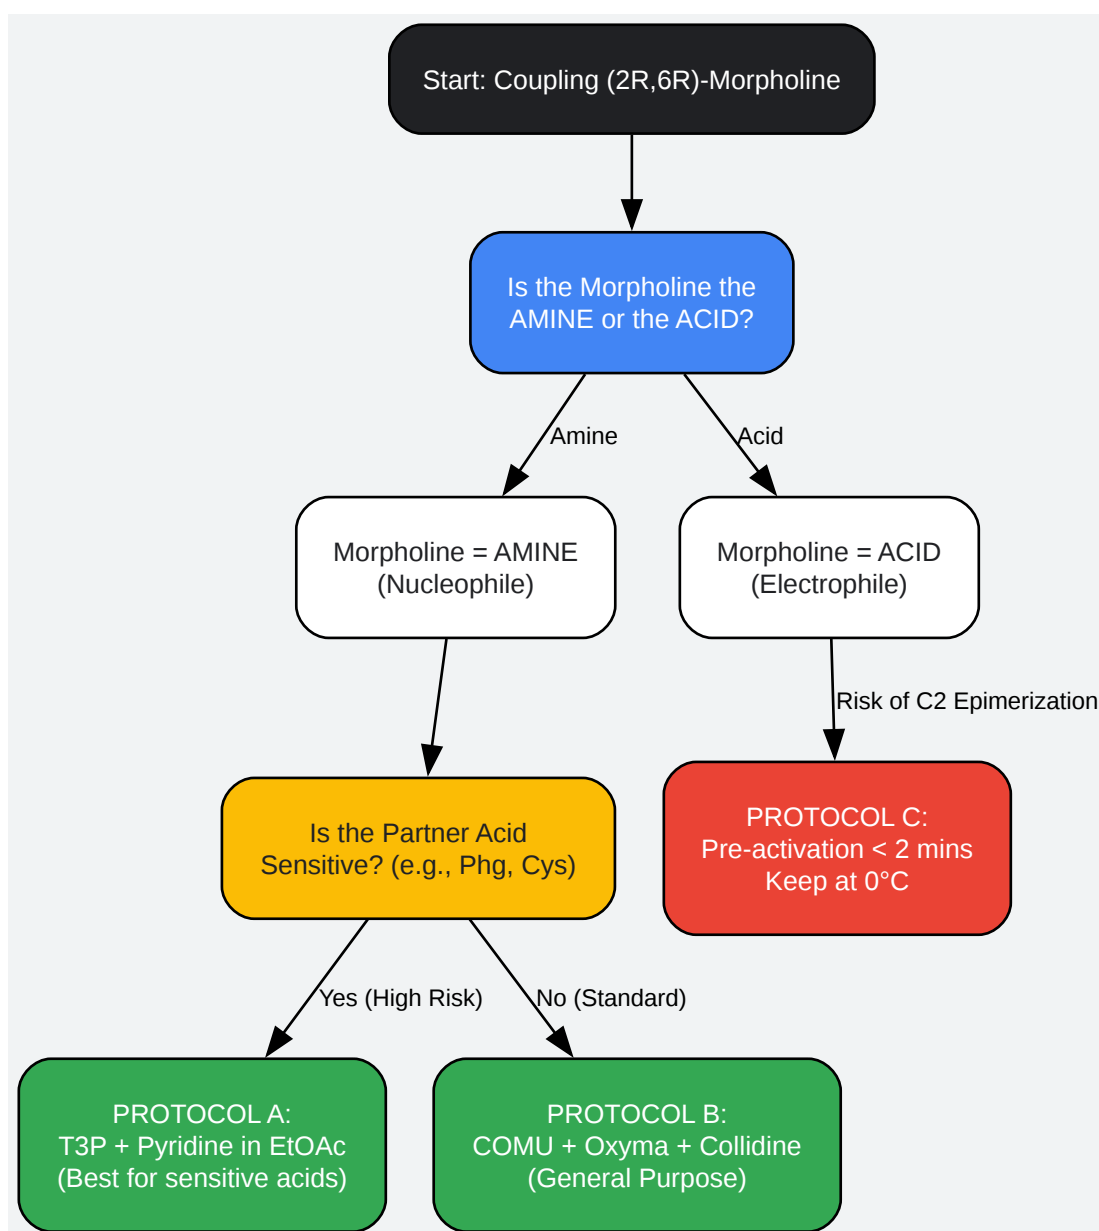 Start: Coupling (2R,6R)-Morpholine
Is the Morpholine the
AMINE or the ACID?
Amine
Acid
Morpholine = AMINE
(Nucleophile)
Morpholine = ACID
(Electrophile)
Risk of C2 Epimerization
Is the Partner Acid
Sensitive? (e.g., Phg, Cys)
PROTOCOL C:
Pre-activation < 2 mins
Keep at 0°C
Yes (High Risk)
No (Standard)
PROTOCOL A:
T3P + Pyridine in EtOAc
(Best for sensitive acids)
PROTOCOL B:
COMU + Oxyma + Collidine
(General Purpose)